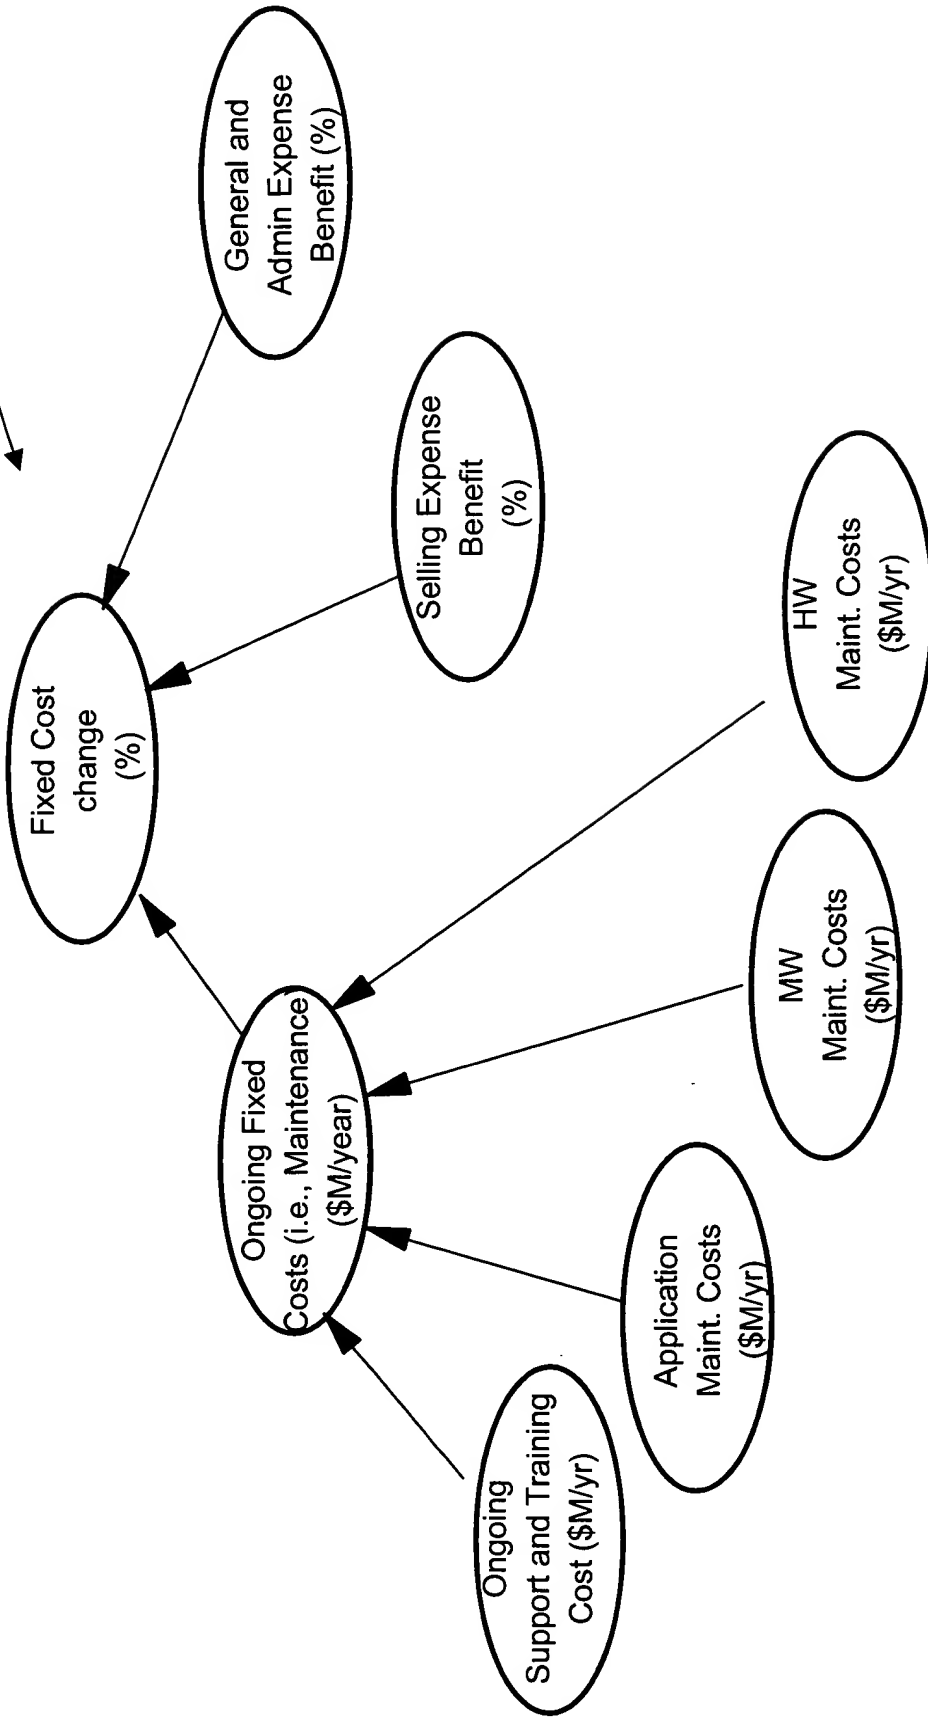 Fixed Cost
change
(%)
Ongoing Fixed
Costs (i.e., Maintenance
($M/year)
General and
Admin Expense
Benefit (%)
Selling Expense
Benefit
(%)
Ongoing
Support and Training
Cost ($M/yr)
Application
Maint. Costs
($M/yr)
MW
Maint. Costs
($M/yr)
HW
Maint. Costs
($M/yr)